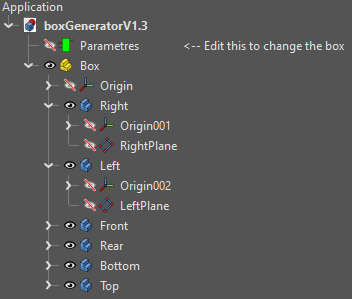 Application
boxGeneratorV1.3
Parametres <-- Edit this to change the box
Box
Origin
Right
Origin001
RightPlane
Left
Origin002
LeftPlane
Front
Rear
Bottom
Top